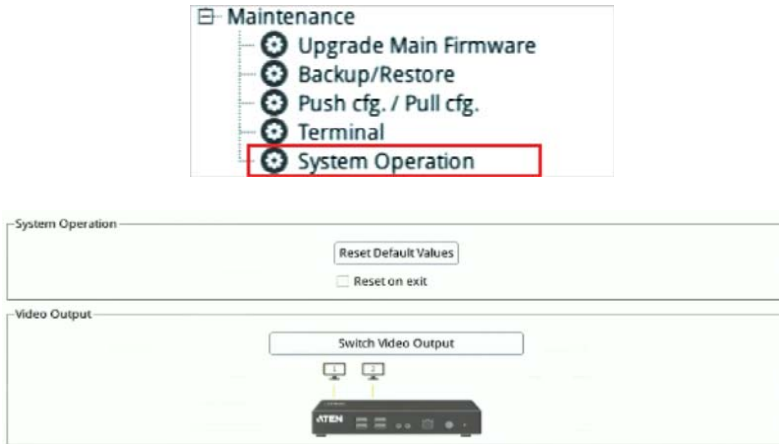 Maintenance
Upgrade Main Firmware
Backup/Restore
Push cfg. / Pull cfg.
Terminal
System Operation
System Operation
Reset Default Values
Reset on exit
Video Output
Switch Video Output
1 2
ATEN